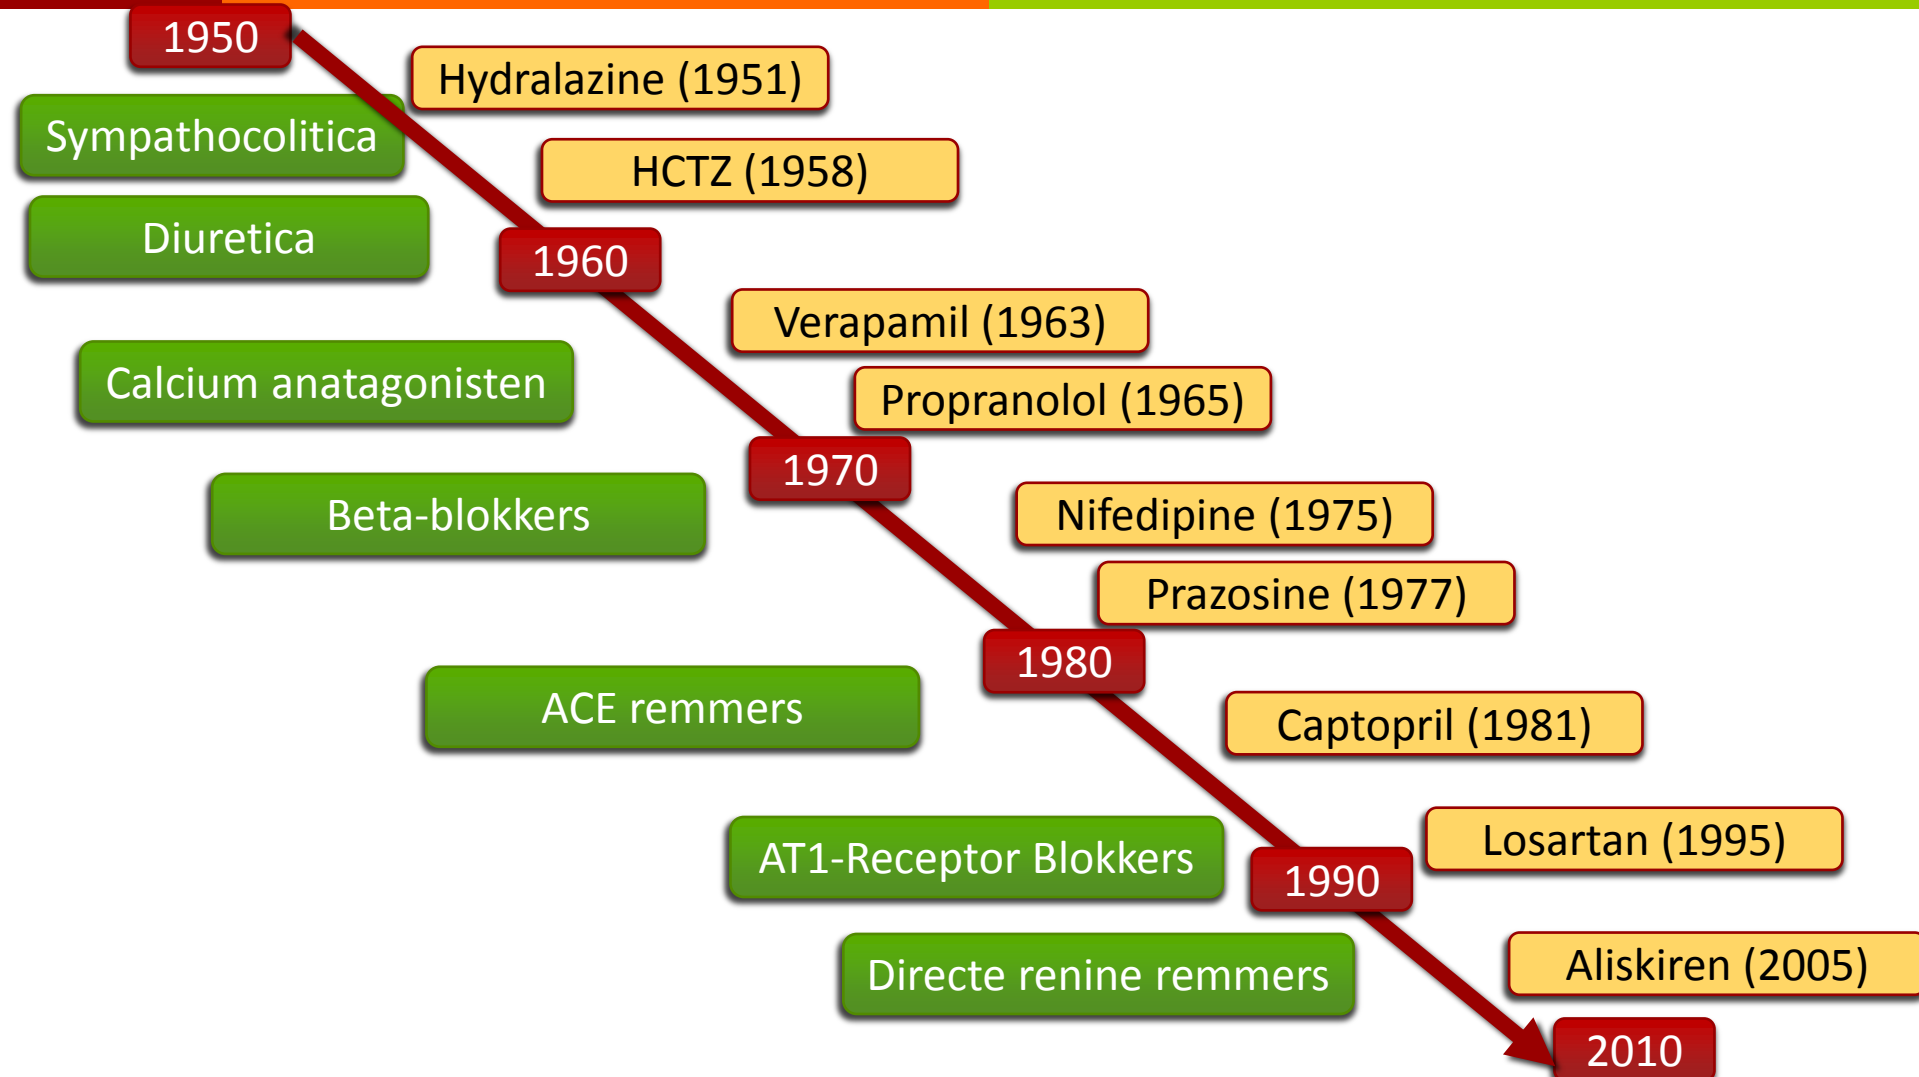 1950
Hydralazine (1951)
Sympathocolitica
HCTZ (1958)
Diuretica
1960
Verapamil (1963)
Calcium anatagonisten
Propranolol (1965)
1970
Beta-blokkers
Nifedipine (1975)
Prazosine (1977)
1980
ACE remmers
Captopril (1981)
Losartan (1995)
AT1-Receptor Blokkers
1990
Directe renine remmers
Aliskiren (2005)
2010